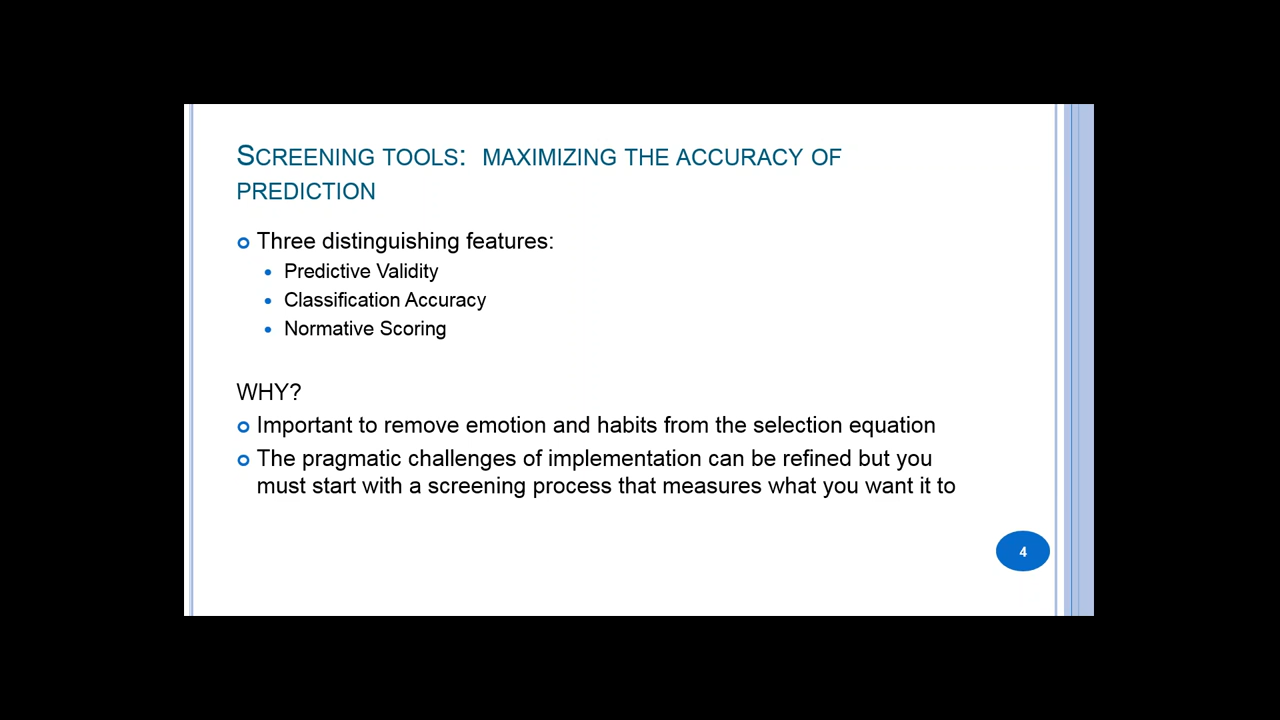 SCREENING TOOLS: MAXIMIZING THE ACCURACY OF
PREDICTION
Three distinguishing features:
Predictive Validity
Classification Accuracy
Normative Scoring
WHY?
Important to remove emotion and habits from the selection equation
The pragmatic challenges of implementation can be refined but you
must start with a screening process that measures what you want it to
4